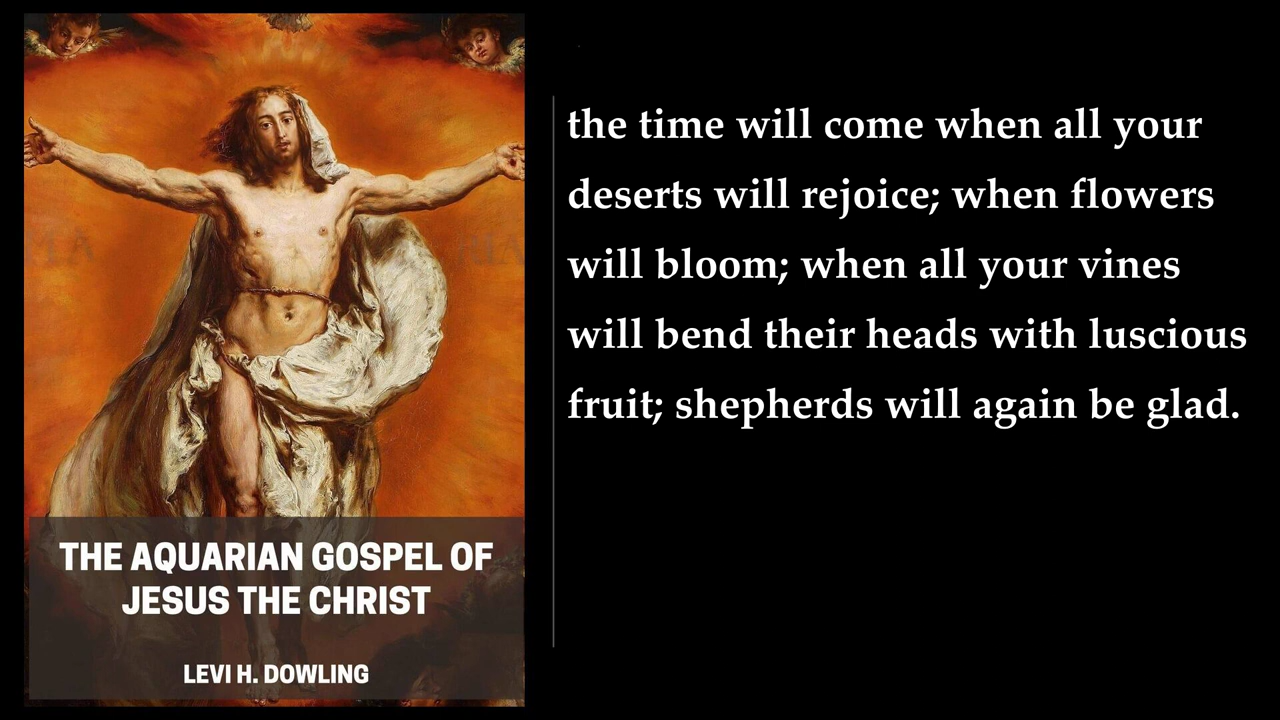 the time will come when all your
deserts will rejoice; when flowers
will bloom; when all your vines
will bend their heads with luscious
fruit; shepherds will again be glad.
THE AQUARIAN GOSPEL OF
JESUS THE CHRIST
LEVI H. DOWLING